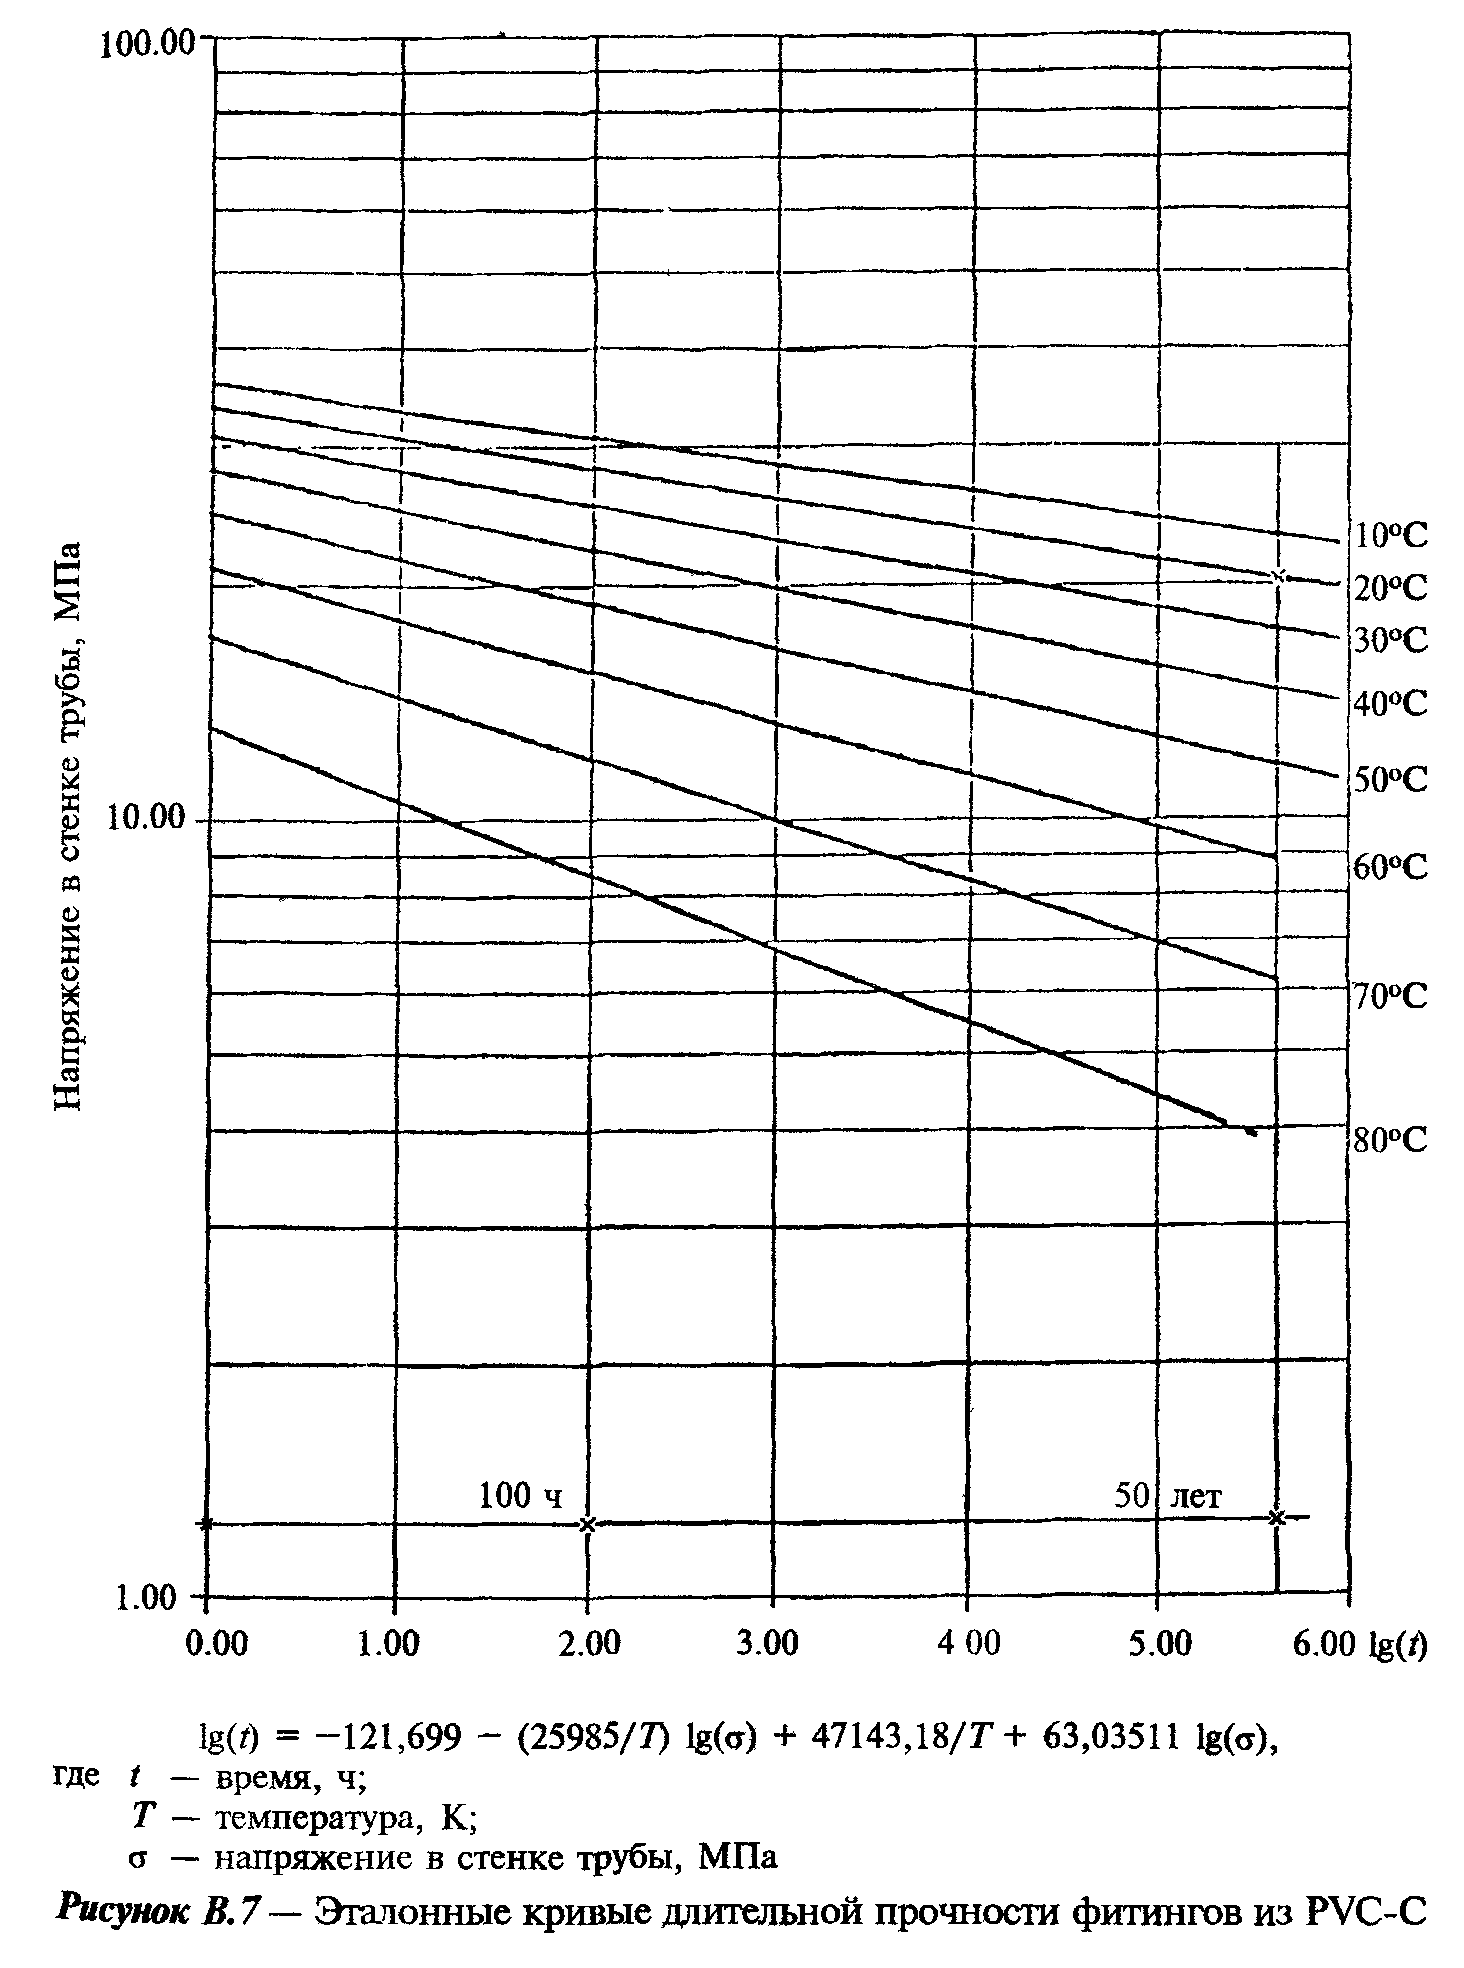 100.00
10°C
20°C
30°C
40°C
50°C
10.00
60°C
70°C
80°C
Напряжение в стенке трубы, МПа
100 ч
50 лет
1.00
0.00 1.00 2.00 3.00 4 00 5.00 6.00 lg(t)
lg(t) = −121,699 − (25985/T) lg(σ) + 47143,18/T + 63,03511 lg(σ),
где t — время, ч;
T — температура, К;
σ — напряжение в стенке трубы, МПа
Рисунок В.7 — Эталонные кривые длительной прочности фитингов из PVC-C